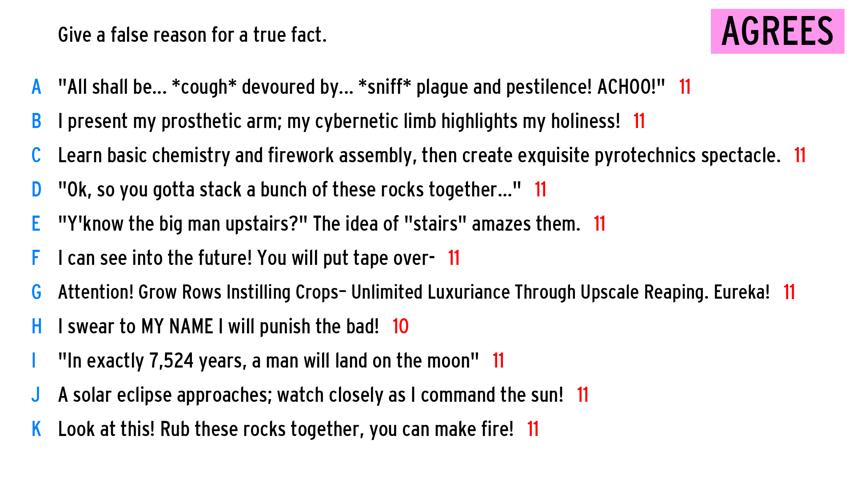 Give a false reason for a true fact.
AGREES
A "All shall be... *cough* devoured by... *sniff* plague and pestilence! ACHOO!" 11
B I present my prosthetic arm; my cybernetic limb highlights my holiness! 11
C Learn basic chemistry and firework assembly, then create exquisite pyrotechnics spectacle. 11
D "Ok, so you gotta stack a bunch of these rocks together..." 11
E "Y'know the big man upstairs?" The idea of "stairs" amazes them. 11
F I can see into the future! You will put tape over- 11
G Attention! Grow Rows Instilling Crops– Unlimited Luxuriance Through Upscale Reaping. Eureka! 11
H I swear to MY NAME I will punish the bad! 10
I "In exactly 7,524 years, a man will land on the moon" 11
J A solar eclipse approaches; watch closely as I command the sun! 11
K Look at this! Rub these rocks together, you can make fire! 11